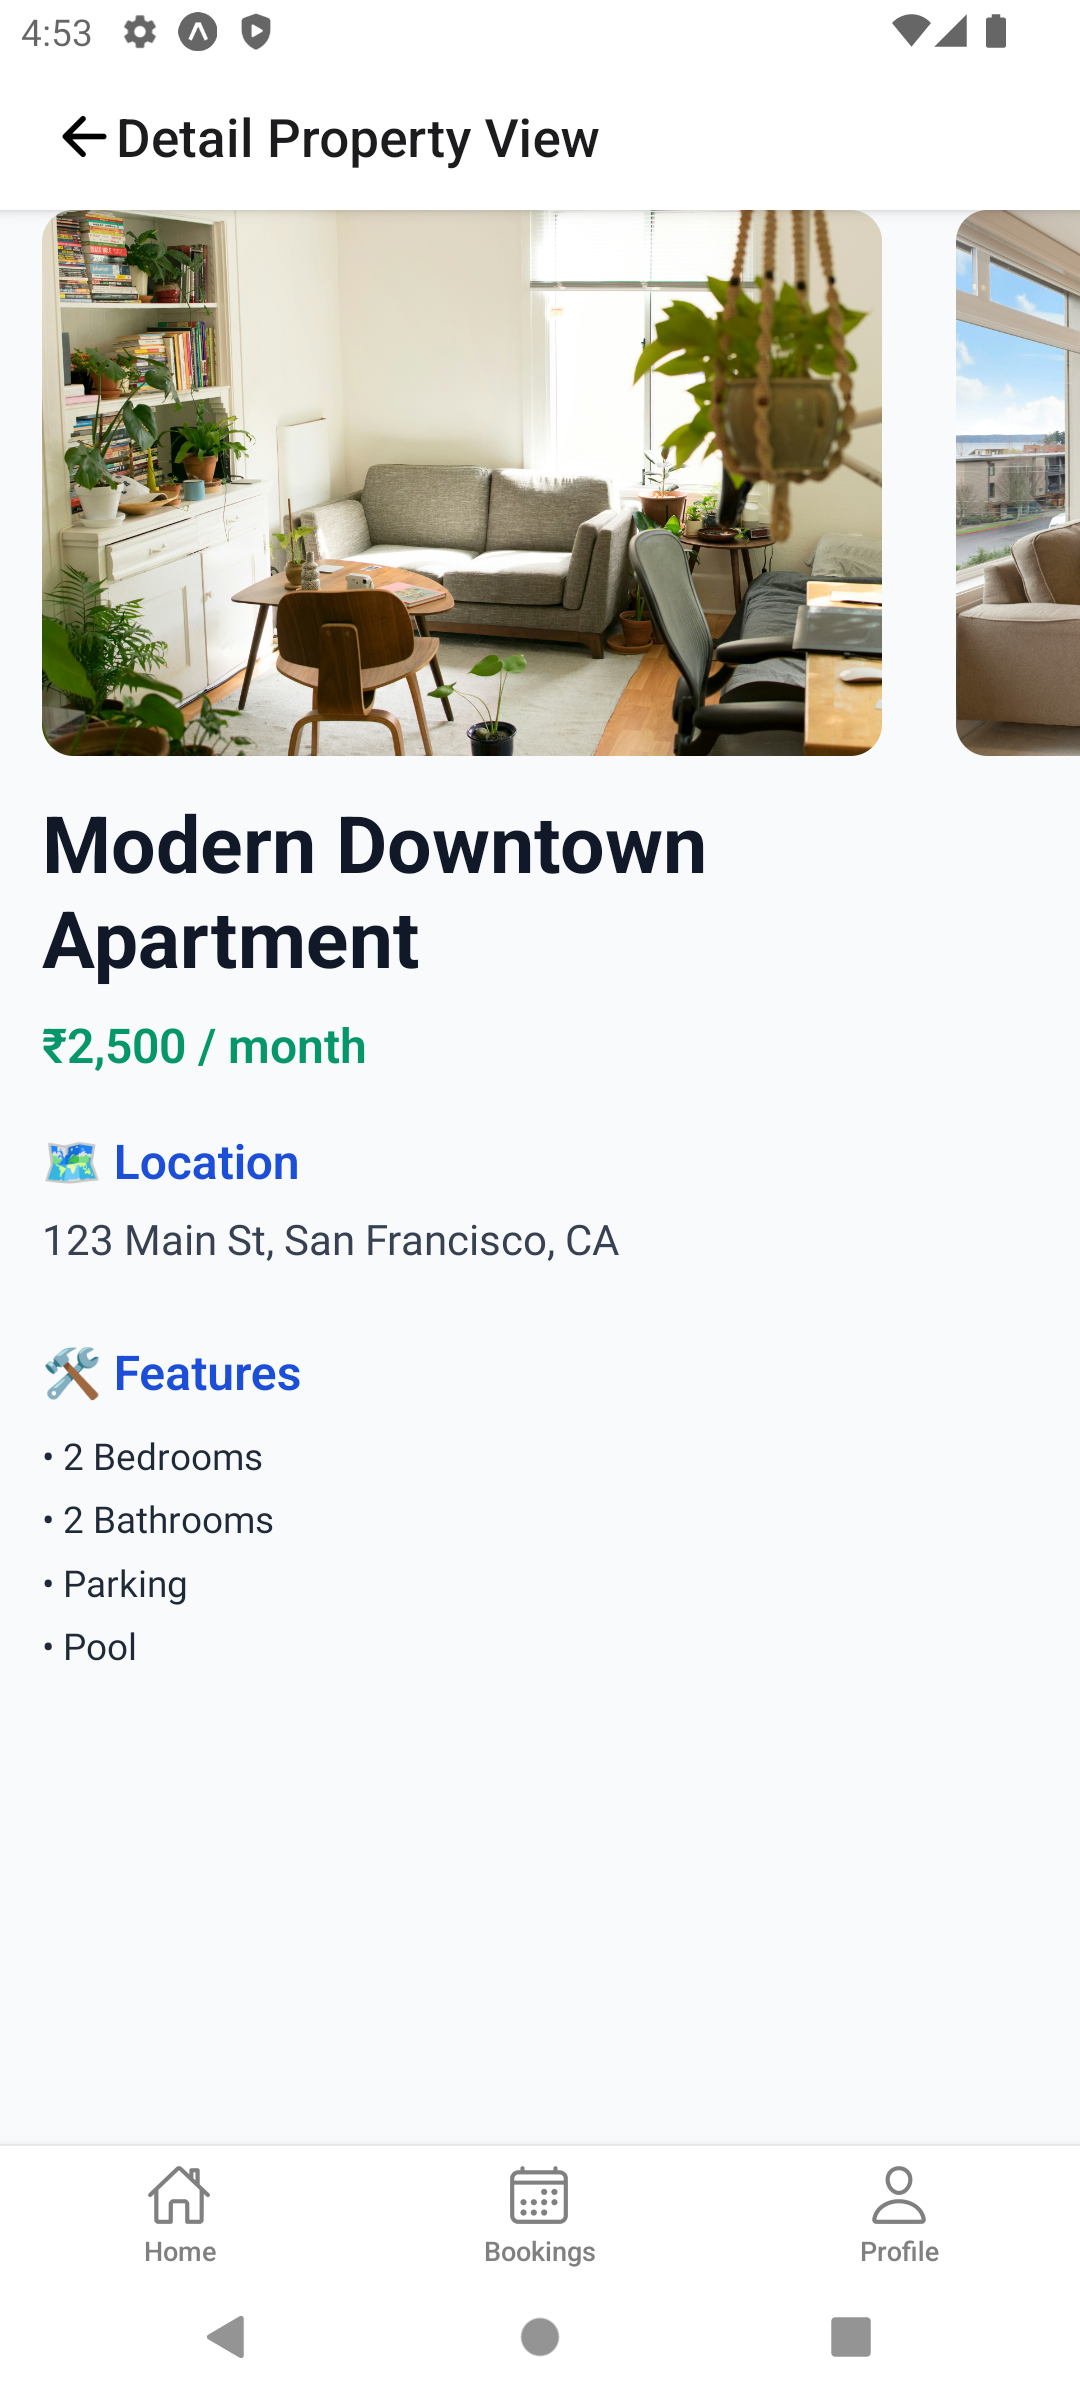 4:53
Detail Property View
Modern Downtown
Apartment
₹2,500 / month
🗺️ Location
123 Main St, San Francisco, CA
🛠️ Features
• 2 Bedrooms
• 2 Bathrooms
• Parking
• Pool
Home
Bookings
Profile